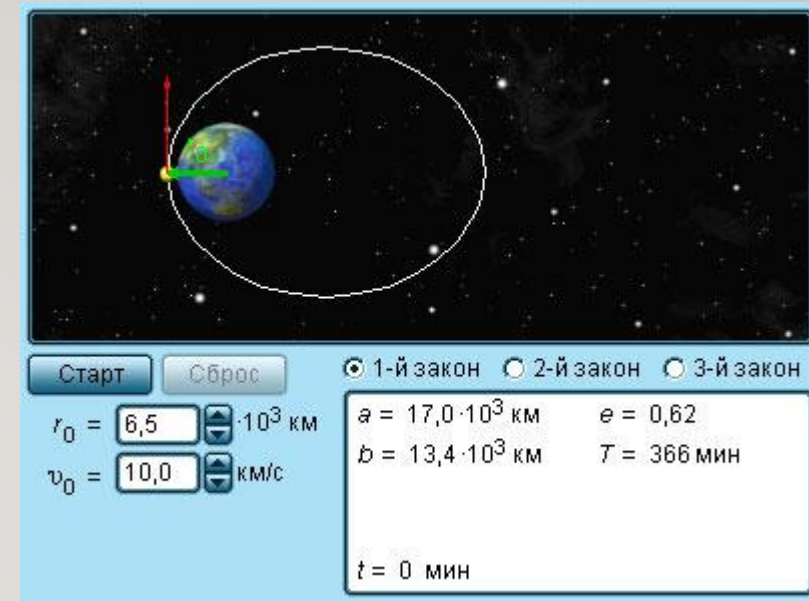 r0
Старт Сброс 1-й закон 2-й закон 3-й закон
r0 = 6,5 ·10³ км
υ0 = 10,0 км/с
a = 17,0·10³ км e = 0,62
b = 13,4·10³ км T = 366 мин
t = 0 мин